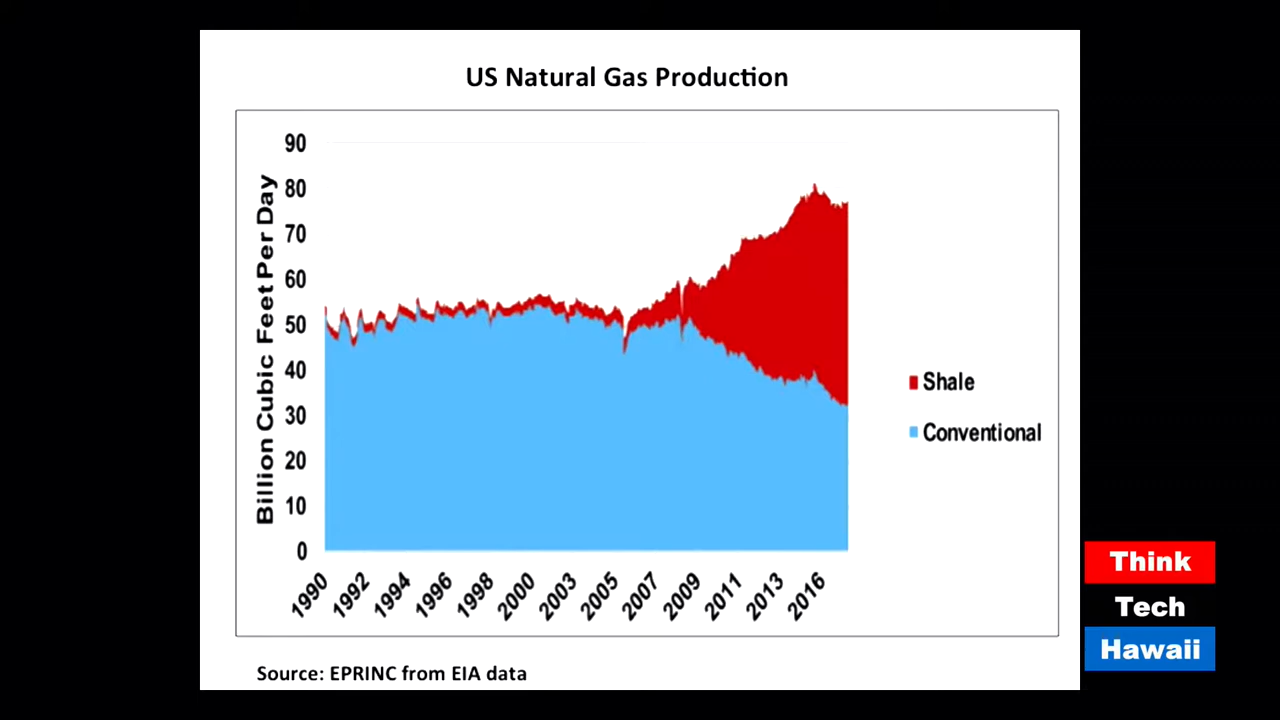 US Natural Gas Production
Billion Cubic Feet Per Day
90
80
70
60
50
40
30
20
10
0
1990
1992
1994
1996
1998
2000
2003
2005
2007
2009
2011
2013
2016
Shale
Conventional
Source: EPRINC from EIA data
Think
Tech
Hawaii